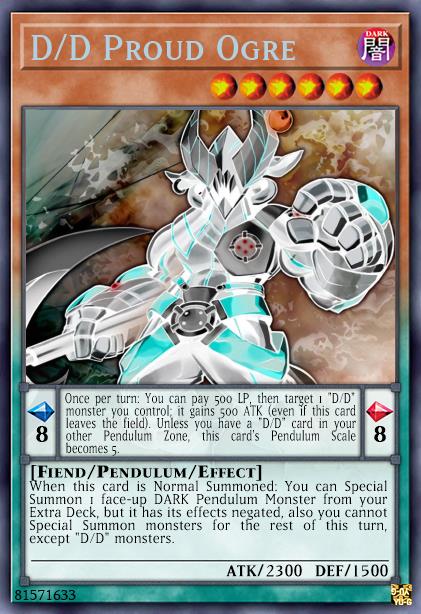 D/D Proud Ogre
DARK
闇
Once per turn: You can pay 500 LP, then target 1 "D/D"
monster you control; it gains 500 ATK (even if this card
leaves the field). Unless you have a "D/D" card in your
other Pendulum Zone, this card's Pendulum Scale
becomes 5.
8
8
[Fiend/Pendulum/Effect]
When this card is Normal Summoned: You can Special
Summon 1 face-up DARK Pendulum Monster from your
Extra Deck, but it has its effects negated, also you cannot
Special Summon monsters for the rest of this turn,
except "D/D" monsters.
ATK/2300 DEF/1500
81571633